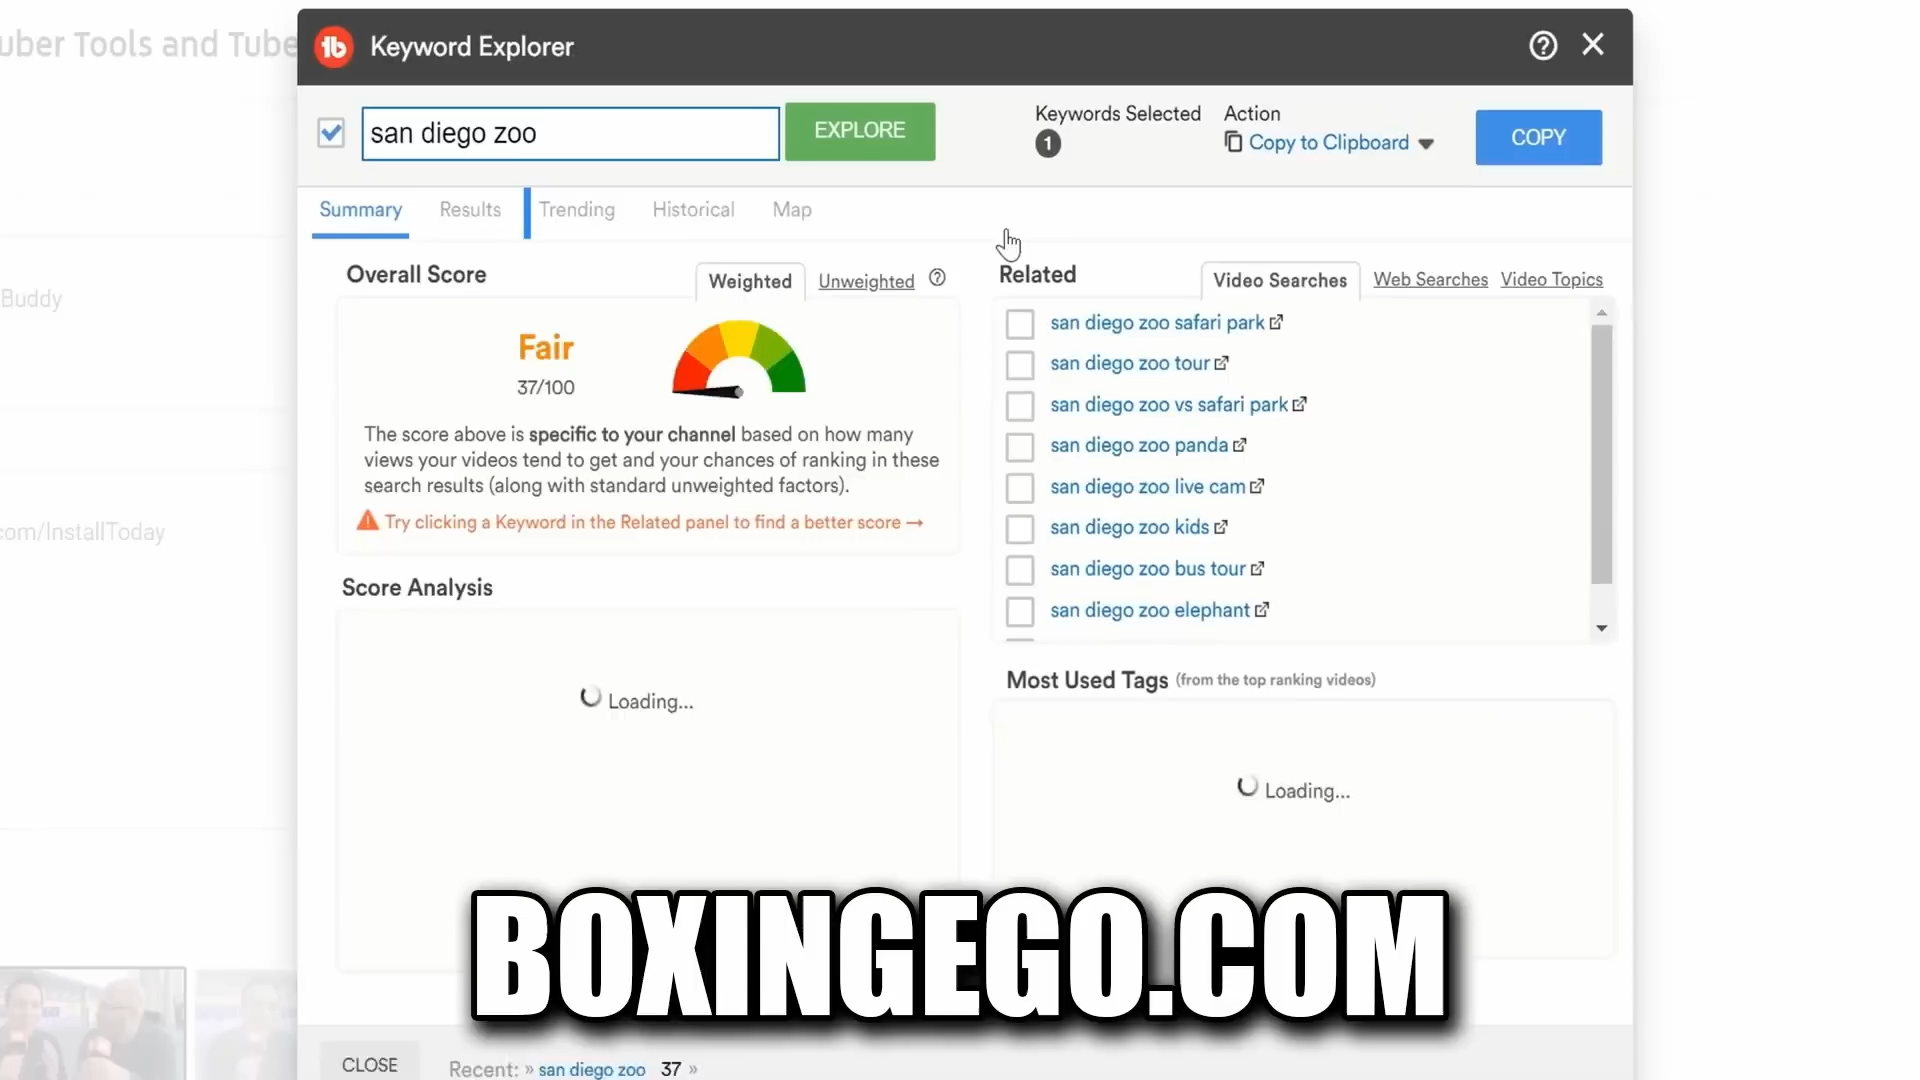 uber Tools and Tube
Keyword Explorer
san diego zoo
EXPLORE
Keywords Selected
1
Action
Copy to Clipboard
COPY
Summary
Results
Trending
Historical
Map
Overall Score
Weighted
Unweighted
Related
Video Searches
Web Searches
Video Topics
Buddy
Fair
37/100
The score above is specific to your channel based on how many
views your videos tend to get and your chances of ranking in these
search results (along with standard unweighted factors).
Try clicking a Keyword in the Related panel to find a better score →
san diego zoo safari park
san diego zoo tour
san diego zoo vs safari park
san diego zoo panda
san diego zoo live cam
san diego zoo kids
san diego zoo bus tour
san diego zoo elephant
com/InstallToday
Score Analysis
Loading...
Most Used Tags (from the top ranking videos)
Loading...
BOXINGEGO.COM
CLOSE
Recent: » san diego zoo 37 »